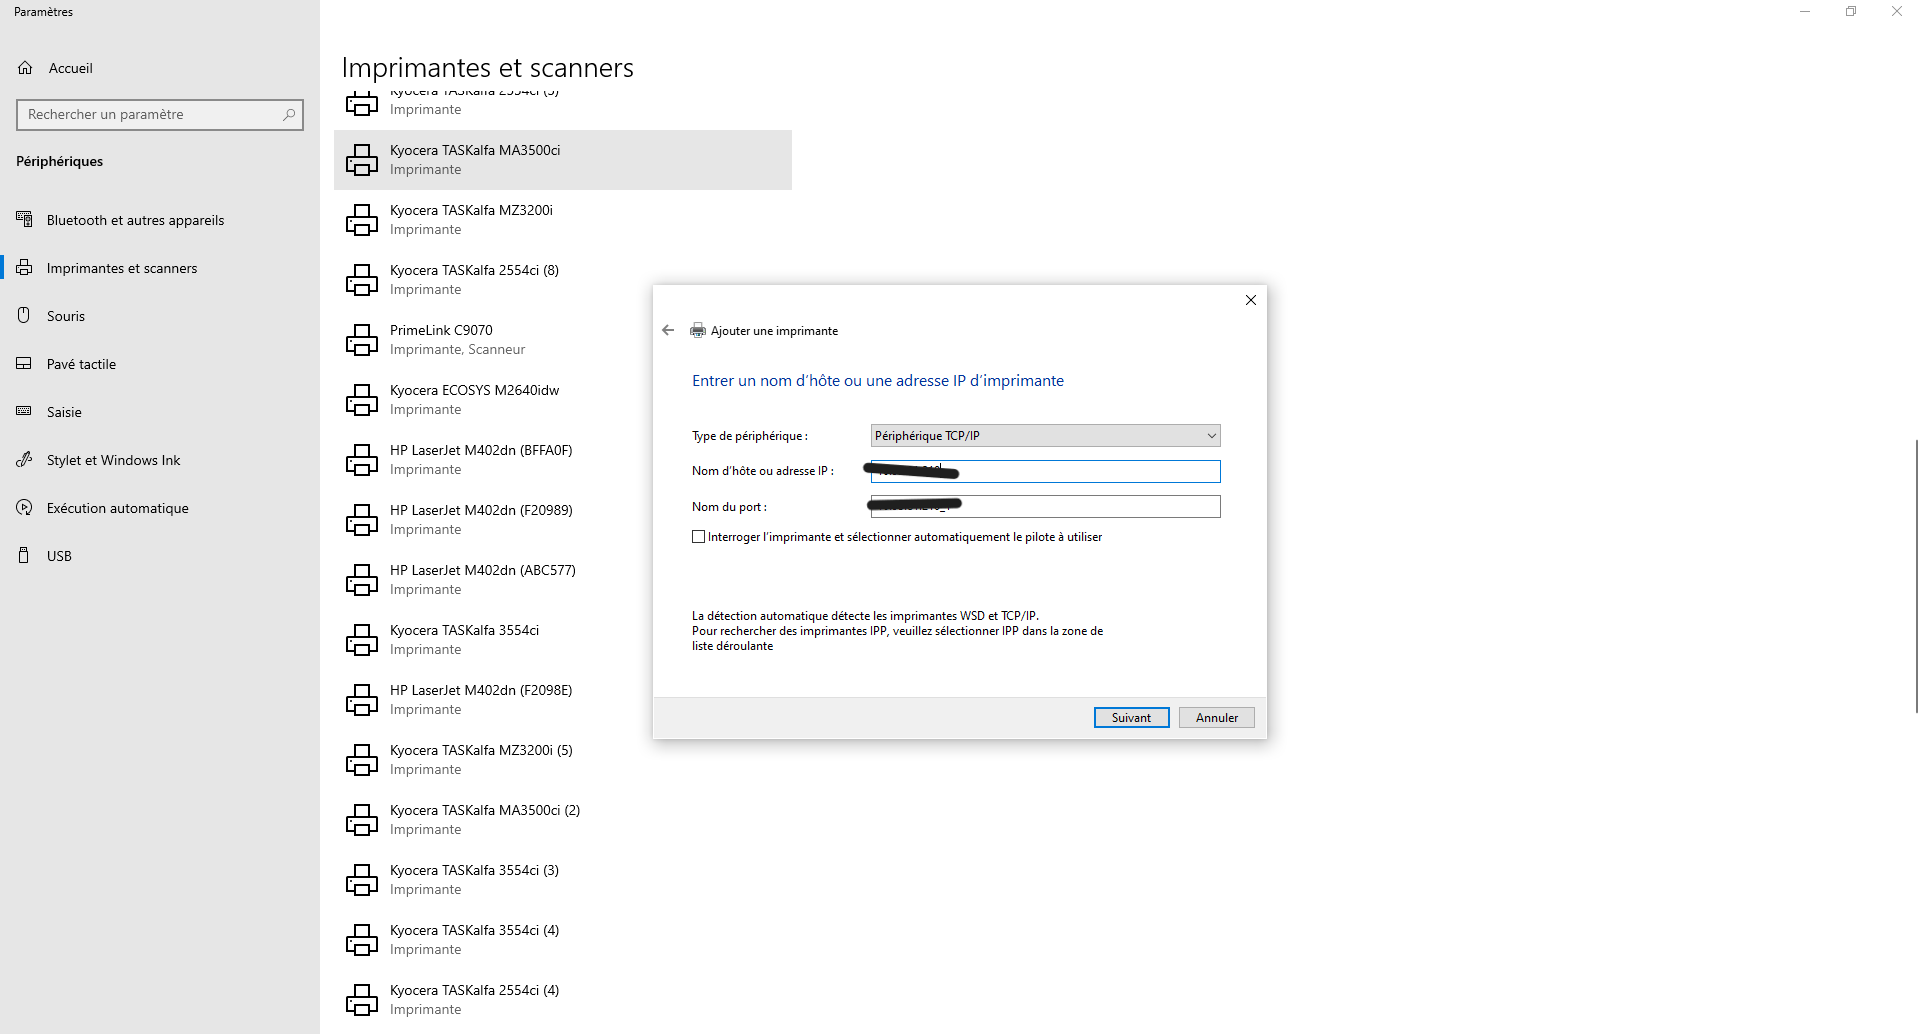 Paramètres
Accueil
Rechercher un paramètre
Périphériques
Bluetooth et autres appareils
Imprimantes et scanners
Souris
Pavé tactile
Saisie
Stylet et Windows Ink
Exécution automatique
USB
Imprimantes et scanners
Kyocera TASKalfa 2554ci
Imprimante
Kyocera TASKalfa MA3500ci
Imprimante
Kyocera TASKalfa MZ3200i
Imprimante
Kyocera TASKalfa 2554ci (8)
Imprimante
PrimeLink C9070
Imprimante, Scanneur
Kyocera ECOSYS M2640idw
Imprimante
HP LaserJet M402dn (BFFA0F)
Imprimante
HP LaserJet M402dn (F20989)
Imprimante
HP LaserJet M402dn (ABC577)
Imprimante
Kyocera TASKalfa 3554ci
Imprimante
HP LaserJet M402dn (F2098E)
Imprimante
Kyocera TASKalfa MZ3200i (5)
Imprimante
Kyocera TASKalfa MA3500ci (2)
Imprimante
Kyocera TASKalfa 3554ci (3)
Imprimante
Kyocera TASKalfa 3554ci (4)
Imprimante
Kyocera TASKalfa 2554ci (4)
Imprimante
Ajouter une imprimante
Entrer un nom d’hôte ou une adresse IP d’imprimante
Type de périphérique :
Périphérique TCP/IP
Nom d’hôte ou adresse IP :
Nom du port :
Interroger l’imprimante et sélectionner automatiquement le pilote à utiliser
La détection automatique détecte les imprimantes WSD et TCP/IP.
Pour rechercher des imprimantes IPP, veuillez sélectionner IPP dans la zone de
liste déroulante
Suivant
Annuler